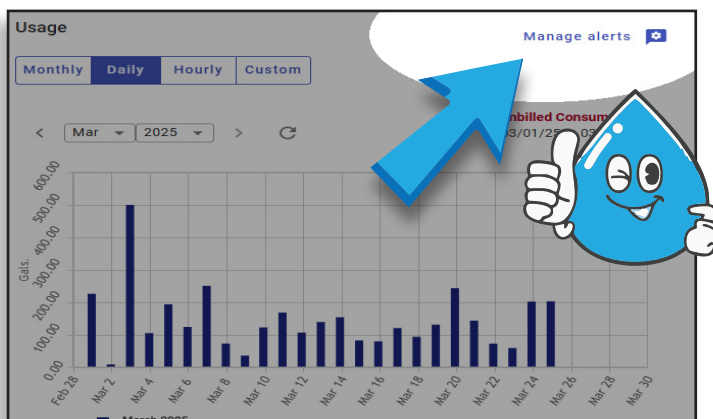 Usage
Manage alerts
Monthly Daily Hourly Custom
Mar 2025
03/01/25
600.00
500.00
400.00
300.00
200.00
100.00
0.00
Gals.
Feb 28 Mar 2 Mar 4 Mar 6 Mar 8 Mar 10 Mar 12 Mar 14 Mar 16 Mar 18 Mar 20 Mar 22 Mar 24 Mar 26 Mar 28 Mar 30
March 2025